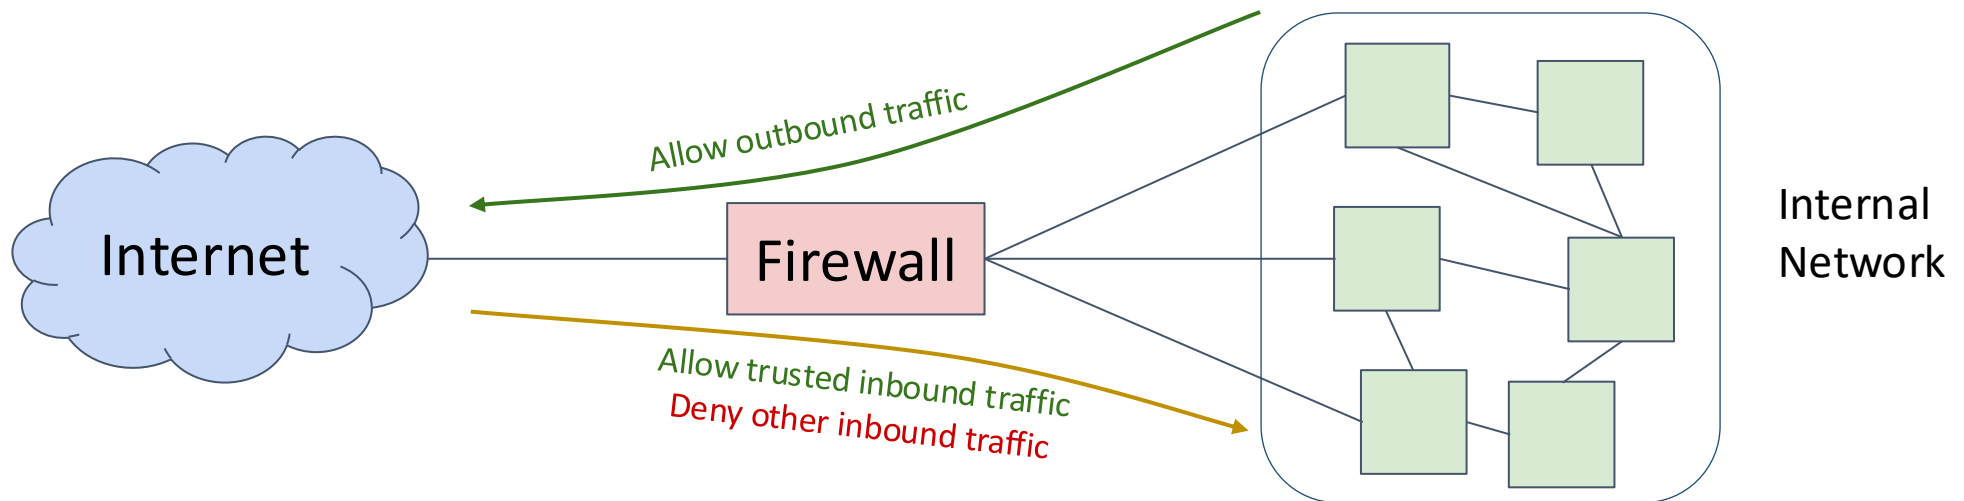 Allow outbound traffic
Internet
Firewall
Internal
Network
Allow trusted inbound traffic
Deny other inbound traffic